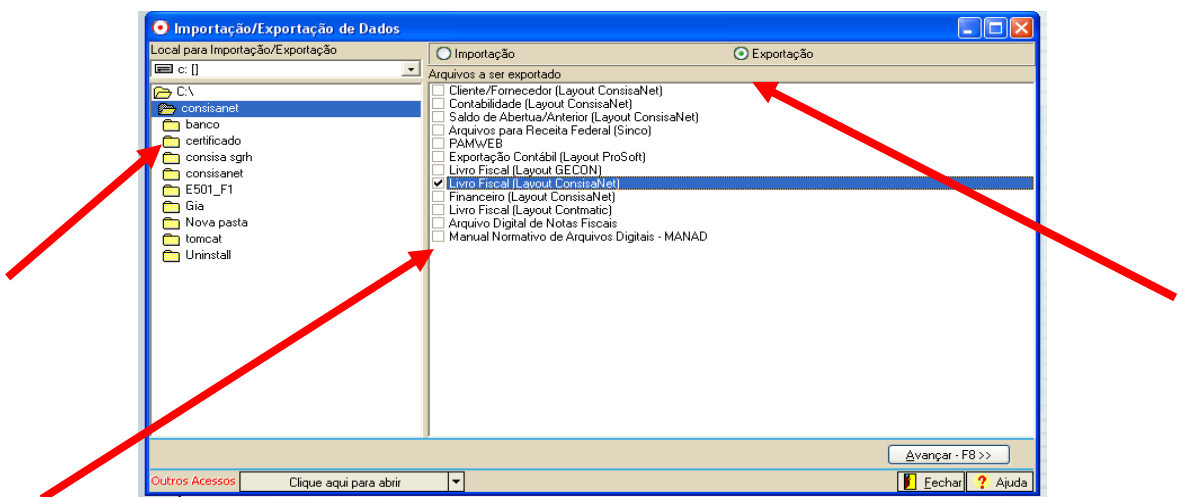 Importação/Exportação de Dados
Local para Importação/Exportação
Importação
Exportação
c: []
Arquivos a ser exportado
C:\
consisanet
banco
certificado
consisa sgrh
consisanet
E501_F1
Gia
Nova pasta
tomcat
Uninstall
Cliente/Fornecedor (Layout ConsisaNet)
Contabilidade (Layout ConsisaNet)
Saldo de Abertua/Anterior (Layout ConsisaNet)
Arquivos para Receita Federal (Sinco)
PAMWEB
Exportação Contábil (Layout ProSoft)
Livro Fiscal (Layout GECON)
Livro Fiscal (Layout ConsisaNet)
Financeiro (Layout ConsisaNet)
Livro Fiscal (Layout Contmatic)
Arquivo Digital de Notas Fiscais
Manual Normativo de Arquivos Digitais - MANAD
Avançar - F8 >>
Outros Acessos
Clique aqui para abrir
Fechar
? Ajuda